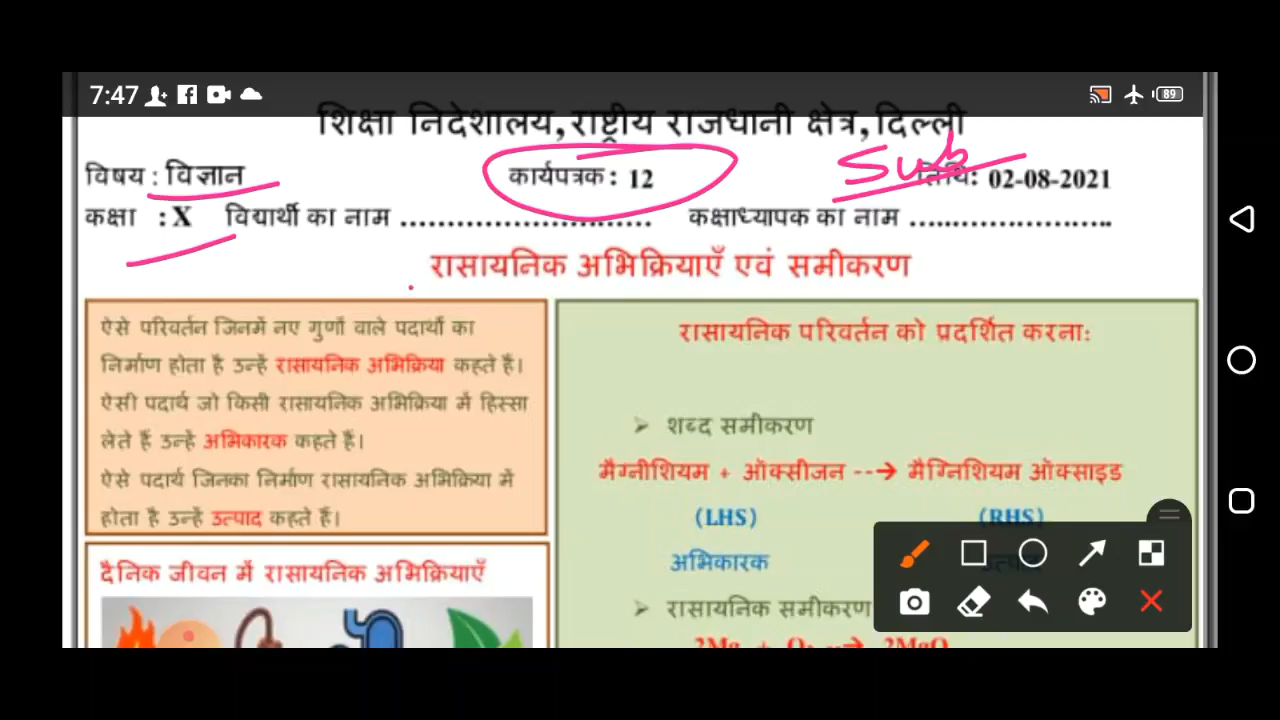 7:47 89
शिक्षा निदेशालय, राष्ट्रीय राजधानी क्षेत्र, दिल्ली
विषय : विज्ञान कार्यपत्रक : 12 Sub तिथि: 02-08-2021
कक्षा : X विद्यार्थी का नाम ............................ कक्षाध्यापक का नाम ........................
रासायनिक अभिक्रियाएँ एवं समीकरण
ऐसे परिवर्तन जिनमें नए गुणों वाले पदार्थों का
निर्माण होता है उन्हें रासायनिक अभिक्रिया कहते हैं।
ऐसी पदार्थ जो किसी रासायनिक अभिक्रिया में हिस्सा
लेते हैं उन्हें अभिकारक कहते हैं।
ऐसे पदार्थ जिनका निर्माण रासायनिक अभिक्रिया में
होता है उन्हें उत्पाद कहते हैं।
दैनिक जीवन में रासायनिक अभिक्रियाएँ
रासायनिक परिवर्तन को प्रदर्शित करना:
➢ शब्द समीकरण
मैग्नीशियम + ऑक्सीजन --→ मैग्निशियम ऑक्साइड
(LHS) (RHS)
अभिकारक
➢ रासायनिक समीकरण